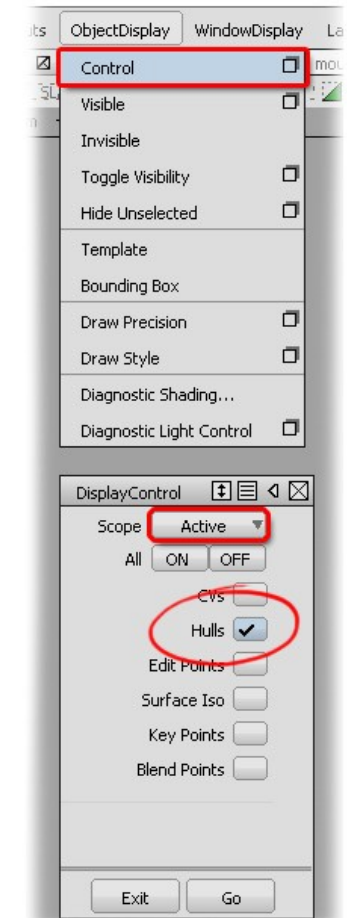 ObjectDisplay WindowDisplay
Control
Visible
Invisible
Toggle Visibility
Hide Unselected
Template
Bounding Box
Draw Precision
Draw Style
Diagnostic Shading...
Diagnostic Light Control
DisplayControl
Scope Active
All ON OFF
CVs
Hulls
Edit Points
Surface Iso
Key Points
Blend Points
Exit Go